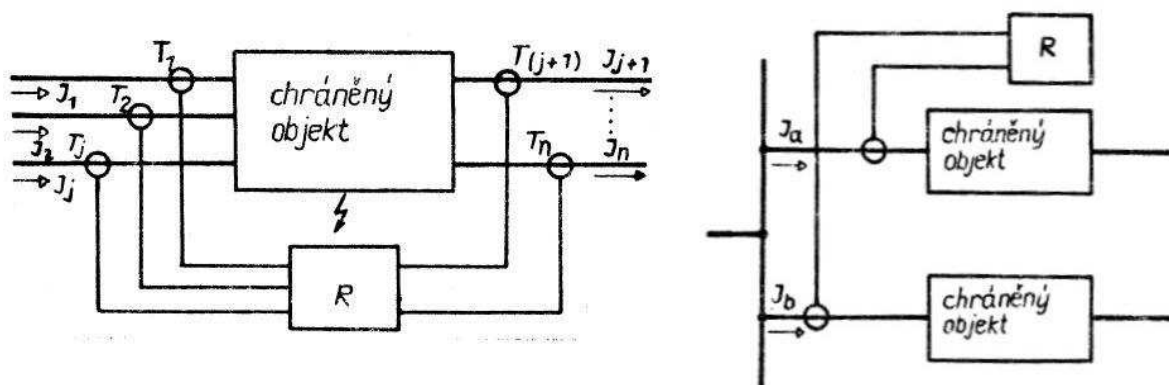 T1
T2
Tj
J1
J2
Jj
chráněný
objekt
T(j+1)
Jj+1
Tn
Jn
R
R
Ja
chráněný
objekt
Jb
chráněný
objekt